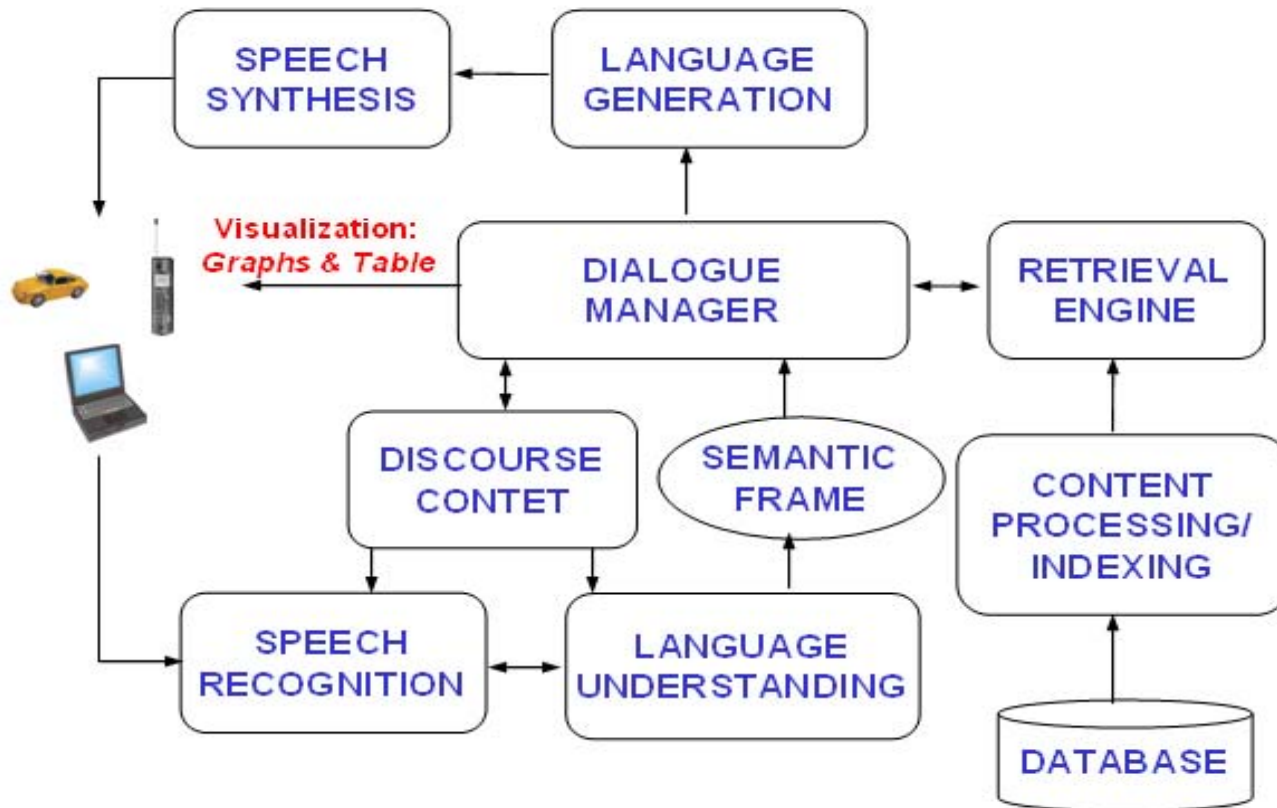 SPEECH
SYNTHESIS
LANGUAGE
GENERATION
Visualization:
Graphs & Table
DIALOGUE
MANAGER
RETRIEVAL
ENGINE
DISCOURSE
CONTET
SEMANTIC
FRAME
CONTENT
PROCESSING/
INDEXING
SPEECH
RECOGNITION
LANGUAGE
UNDERSTANDING
DATABASE